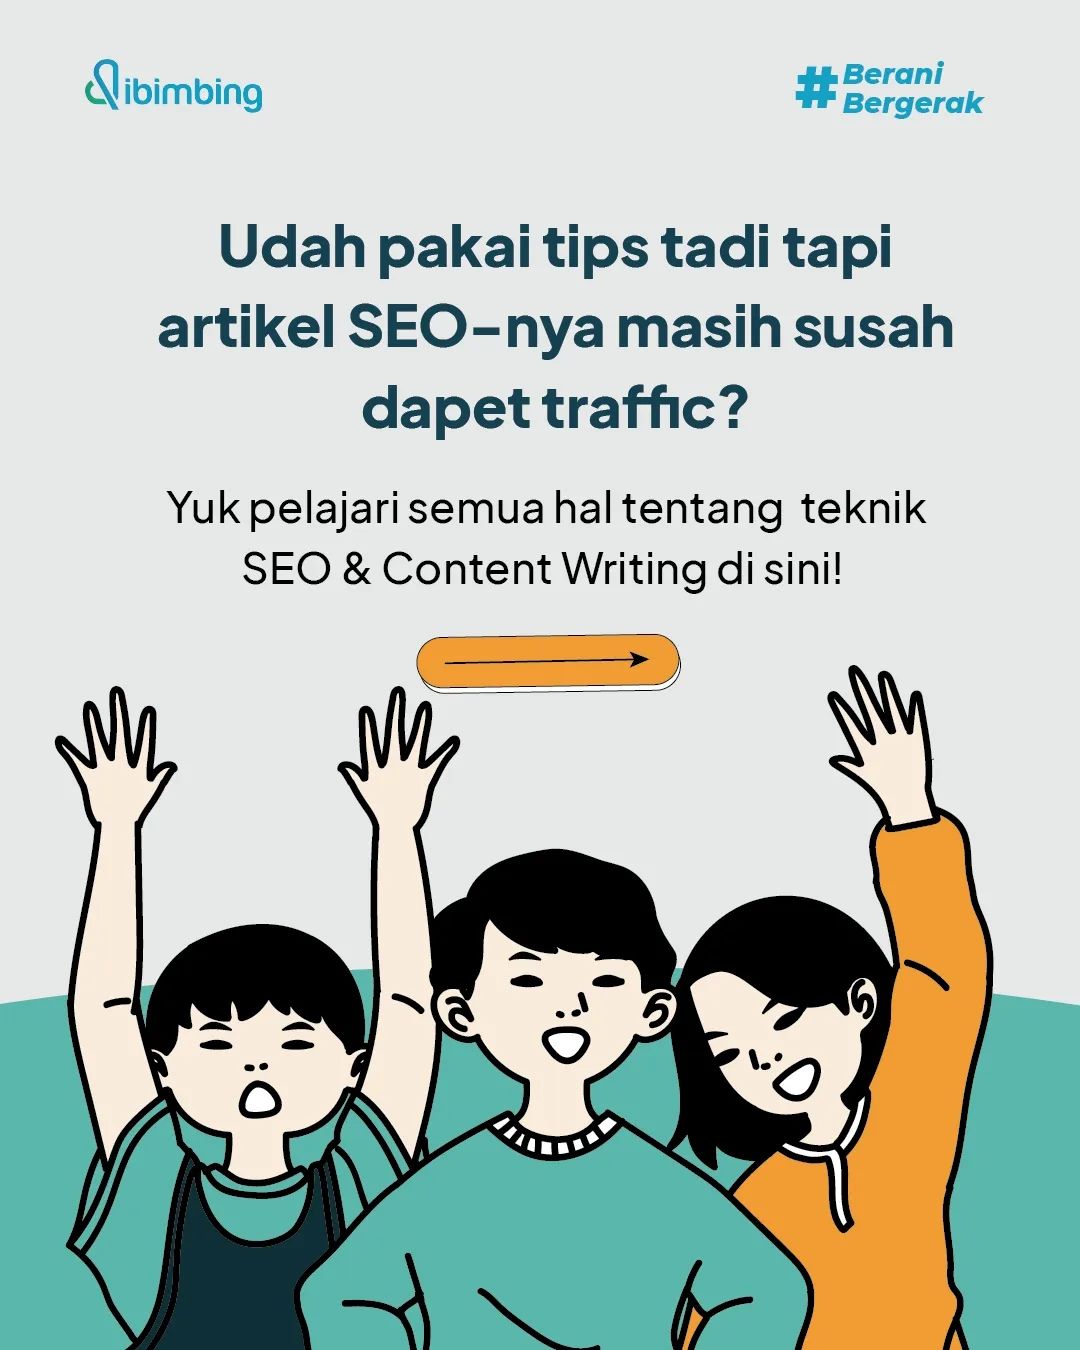 dibimbing
#Berani
Bergerak
Udah pakai tips tadi tapi
artikel SEO-nya masih susah
dapet traffic?
Yuk pelajari semua hal tentang teknik
SEO & Content Writing di sini!